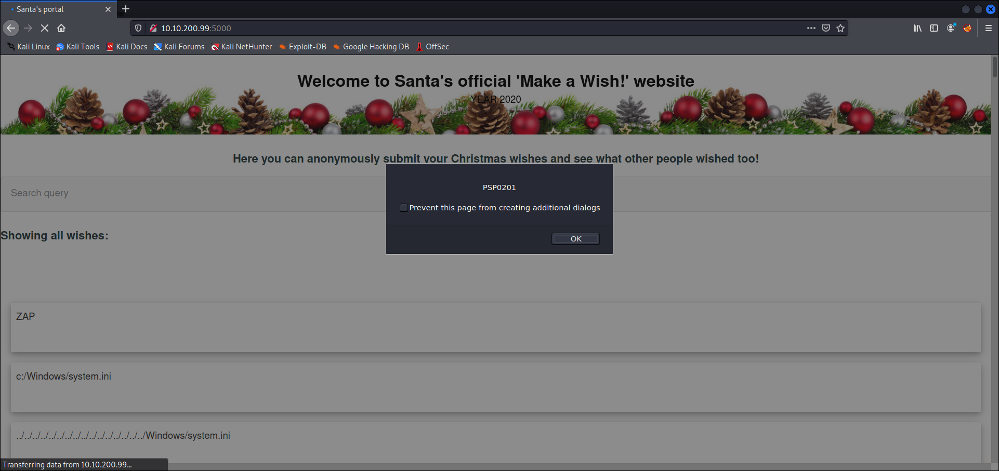 Santa's portal
10.10.200.99:5000
Kali Linux Kali Tools Kali Docs Kali Forums Kali NetHunter Exploit-DB Google Hacking DB OffSec
Welcome to Santa's official 'Make a Wish!' website
YEAR 2020
Here you can anonymously submit your Christmas wishes and see what other people wished too!
PSP0201
Search query
Prevent this page from creating additional dialogs
OK
Showing all wishes:
ZAP
c:/Windows/system.ini
../../../../../../../../../../../../../../../../Windows/system.ini
Transferring data from 10.10.200.99...